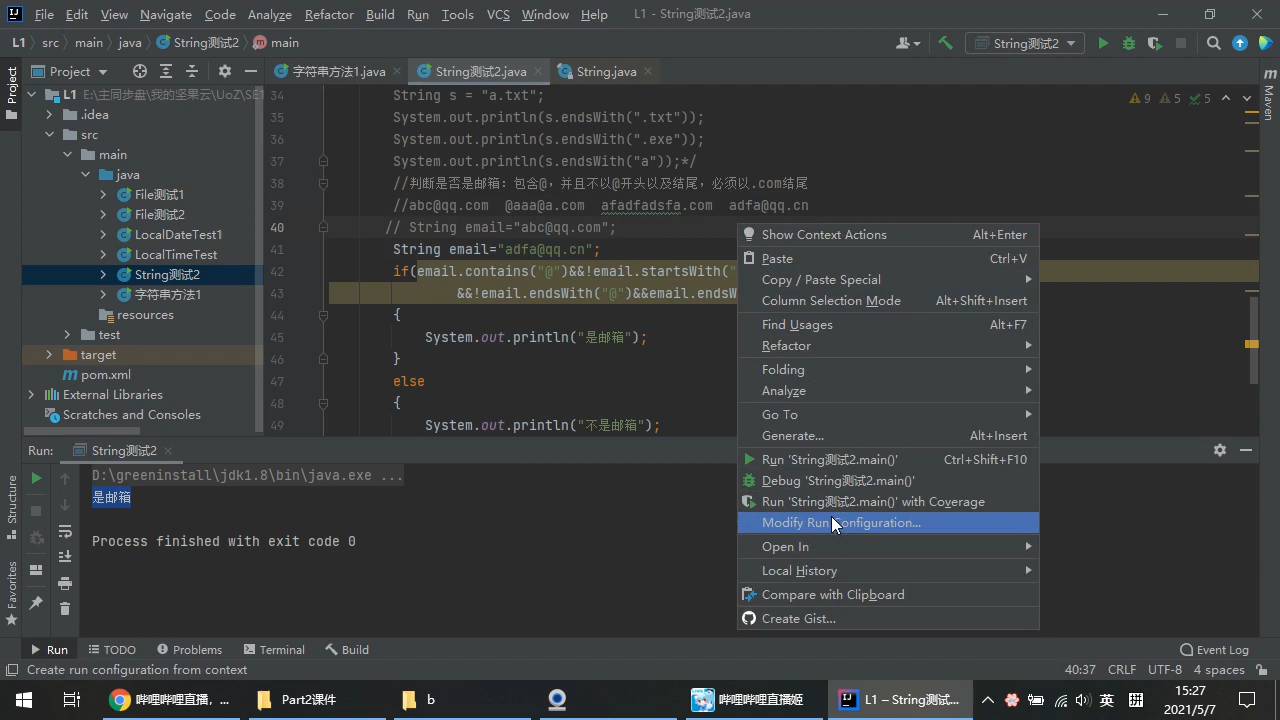 File Edit View Navigate Code Analyze Refactor Build Run Tools VCS Window Help L1 - String测试2.java
L1 src main java String测试2 main
String测试2
Project
字符串方法1.java
String测试2.java
String.java
Project
L1 E:\主同步盘\我的坚果云\UoZ\SE1
.idea
src
main
java
File测试1
File测试2
LocalDateTest1
LocalTimeTest
String测试2
字符串方法1
resources
test
target
pom.xml
External Libraries
Scratches and Consoles
Structure
Favorites
Maven
9 5 5
34 String s = "a.txt";
35 System.out.println(s.endsWith(".txt"));
36 System.out.println(s.endsWith(".exe"));
37 System.out.println(s.endsWith("a"));*/
38 //判断是否是邮箱：包含@，并且不以@开头以及结尾，必须以.com结尾
39 //abc@qq.com @aaa@a.com afadfadsfa.com adfa@qq.cn
40 // String email="abc@qq.com";
41 String email="adfa@qq.cn";
42 if(email.contains("@")&&!email.startsWith("
43 &&!email.endsWith("@")&&email.endsW
44 {
45 System.out.println("是邮箱");
46 }
47 else
48 {
49 System.out.println("不是邮箱");
Show Context Actions Alt+Enter
Paste Ctrl+V
Copy / Paste Special
Column Selection Mode Alt+Shift+Insert
Find Usages Alt+F7
Refactor
Folding
Analyze
Go To
Generate... Alt+Insert
Run 'String测试2.main()' Ctrl+Shift+F10
Debug 'String测试2.main()'
Run 'String测试2.main()' with Coverage
Modify Run Configuration...
Open In
Local History
Compare with Clipboard
Create Gist...
Run: String测试2
D:\greeninstall\jdk1.8\bin\java.exe ...
是邮箱
Process finished with exit code 0
Run TODO Problems Terminal Build Event Log
Create run configuration from context 40:37 CRLF UTF-8 4 spaces
哔哩哔哩直播，... Part2课件 b 哔哩哔哩直播姬 L1 – String测试... 英 拼
15:27
2021/5/7